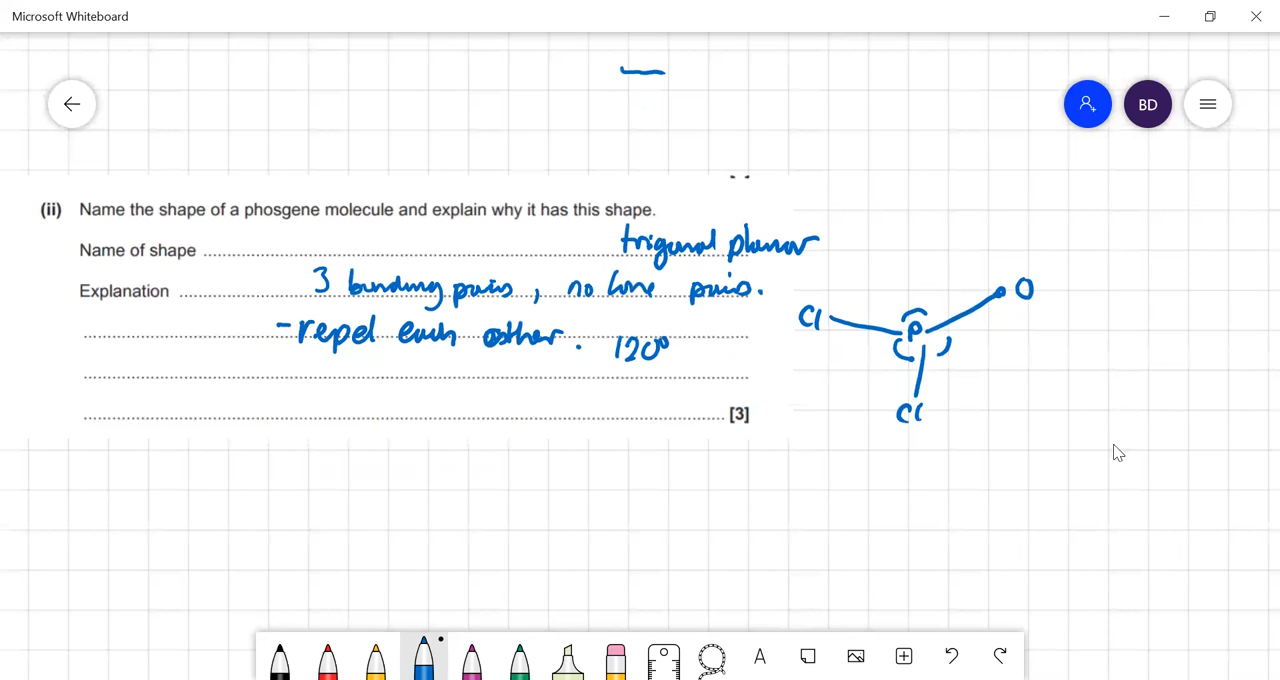 Microsoft Whiteboard
BD
(ii) Name the shape of a phosgene molecule and explain why it has this shape.
Name of shape trigonal planar
Explanation 3 bonding pairs, no lone pairs.
- repel each other. 120°
[3]
Cl P O
Cl
A